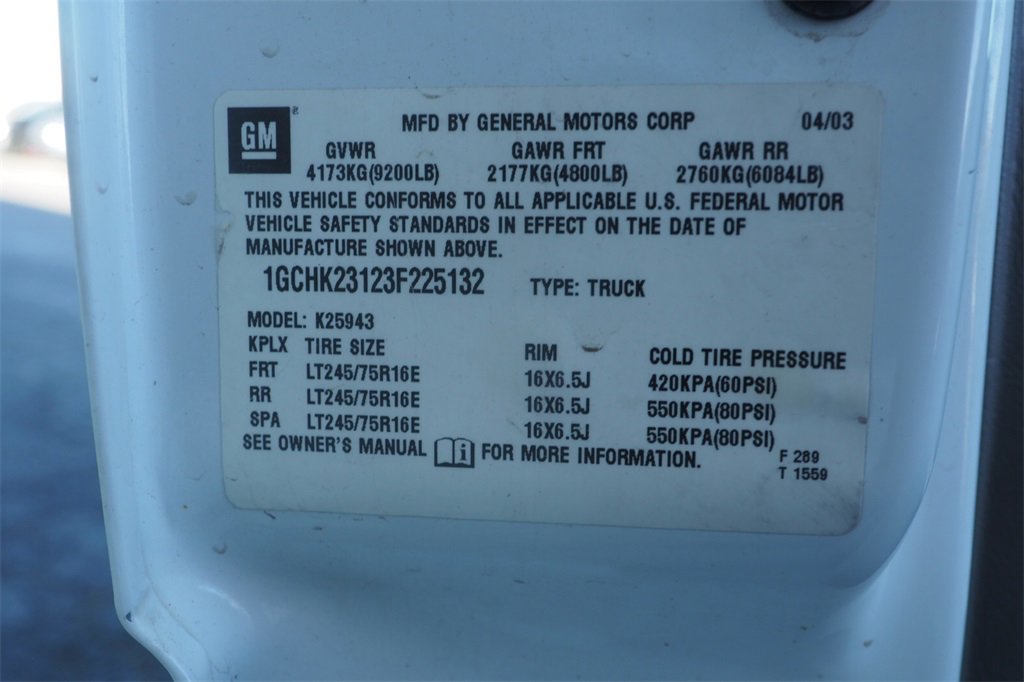 GM ® MFD BY GENERAL MOTORS CORP 04/03
GVWR GAWR FRT GAWR RR
4173KG(9200LB) 2177KG(4800LB) 2760KG(6084LB)
THIS VEHICLE CONFORMS TO ALL APPLICABLE U.S. FEDERAL MOTOR
VEHICLE SAFETY STANDARDS IN EFFECT ON THE DATE OF
MANUFACTURE SHOWN ABOVE.
1GCHK23123F225132 TYPE: TRUCK
MODEL: K25943
KPLX TIRE SIZE RIM COLD TIRE PRESSURE
FRT LT245/75R16E 16X6.5J 420KPA(60PSI)
RR LT245/75R16E 16X6.5J 550KPA(80PSI)
SPA LT245/75R16E 16X6.5J 550KPA(80PSI)
SEE OWNER'S MANUAL i FOR MORE INFORMATION.
F 289
T 1559